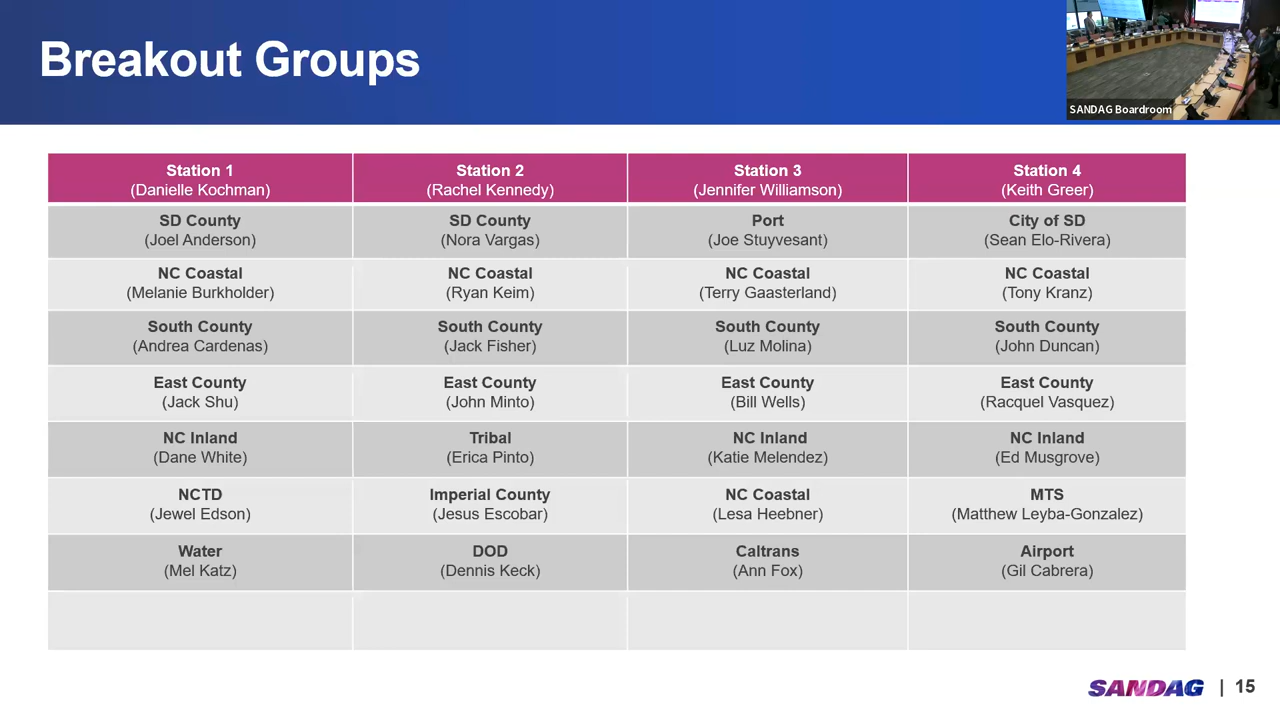 Breakout Groups
SANDAG Boardroom
Station 1
(Danielle Kochman)
Station 2
(Rachel Kennedy)
Station 3
(Jennifer Williamson)
Station 4
(Keith Greer)
SD County
(Joel Anderson)
SD County
(Nora Vargas)
Port
(Joe Stuyvesant)
City of SD
(Sean Elo-Rivera)
NC Coastal
(Melanie Burkholder)
NC Coastal
(Ryan Keim)
NC Coastal
(Terry Gaasterland)
NC Coastal
(Tony Kranz)
South County
(Andrea Cardenas)
South County
(Jack Fisher)
South County
(Luz Molina)
South County
(John Duncan)
East County
(Jack Shu)
East County
(John Minto)
East County
(Bill Wells)
East County
(Racquel Vasquez)
NC Inland
(Dane White)
Tribal
(Erica Pinto)
NC Inland
(Katie Melendez)
NC Inland
(Ed Musgrove)
NCTD
(Jewel Edson)
Imperial County
(Jesus Escobar)
NC Coastal
(Lesa Heebner)
MTS
(Matthew Leyba-Gonzalez)
Water
(Mel Katz)
DOD
(Dennis Keck)
Caltrans
(Ann Fox)
Airport
(Gil Cabrera)
SANDAG | 15